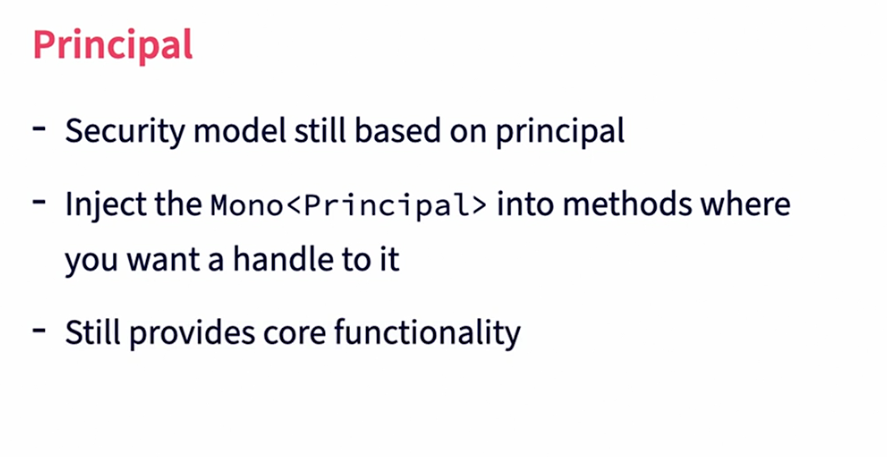 Principal
- Security model still based on principal
- Inject the Mono<Principal> into methods where
you want a handle to it
- Still provides core functionality